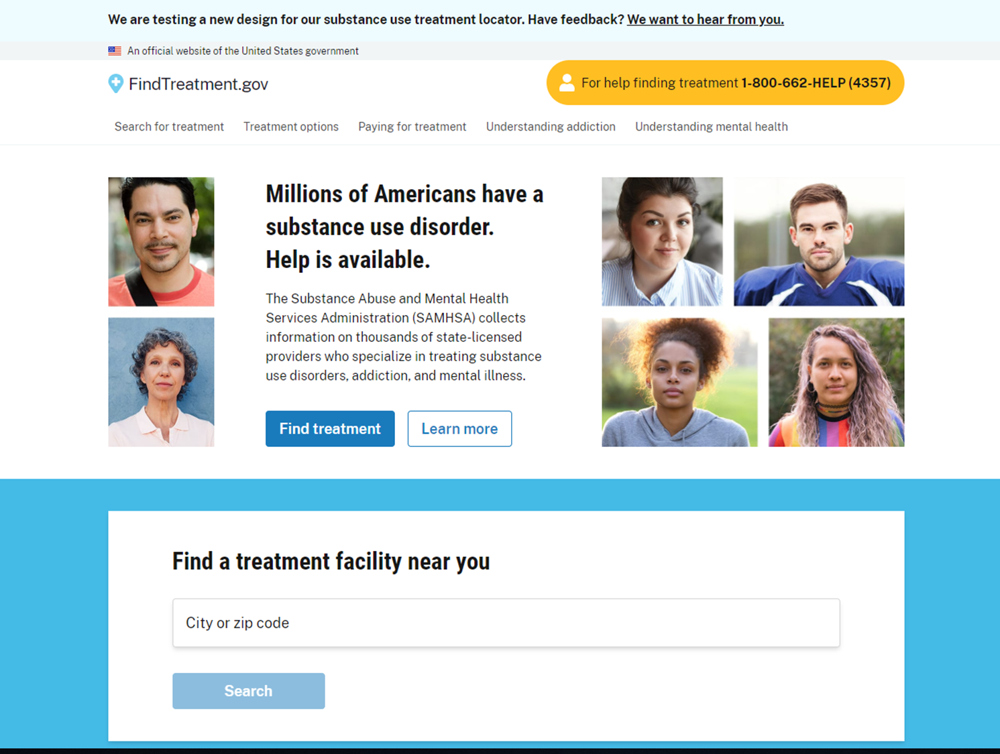 We are testing a new design for our substance use treatment locator. Have feedback? We want to hear from you.
An official website of the United States government
FindTreatment.gov
For help finding treatment 1-800-662-HELP (4357)
Search for treatment Treatment options Paying for treatment Understanding addiction Understanding mental health
Millions of Americans have a
substance use disorder.
Help is available.
The Substance Abuse and Mental Health
Services Administration (SAMHSA) collects
information on thousands of state-licensed
providers who specialize in treating substance
use disorders, addiction, and mental illness.
Find treatment Learn more
Find a treatment facility near you
City or zip code
Search